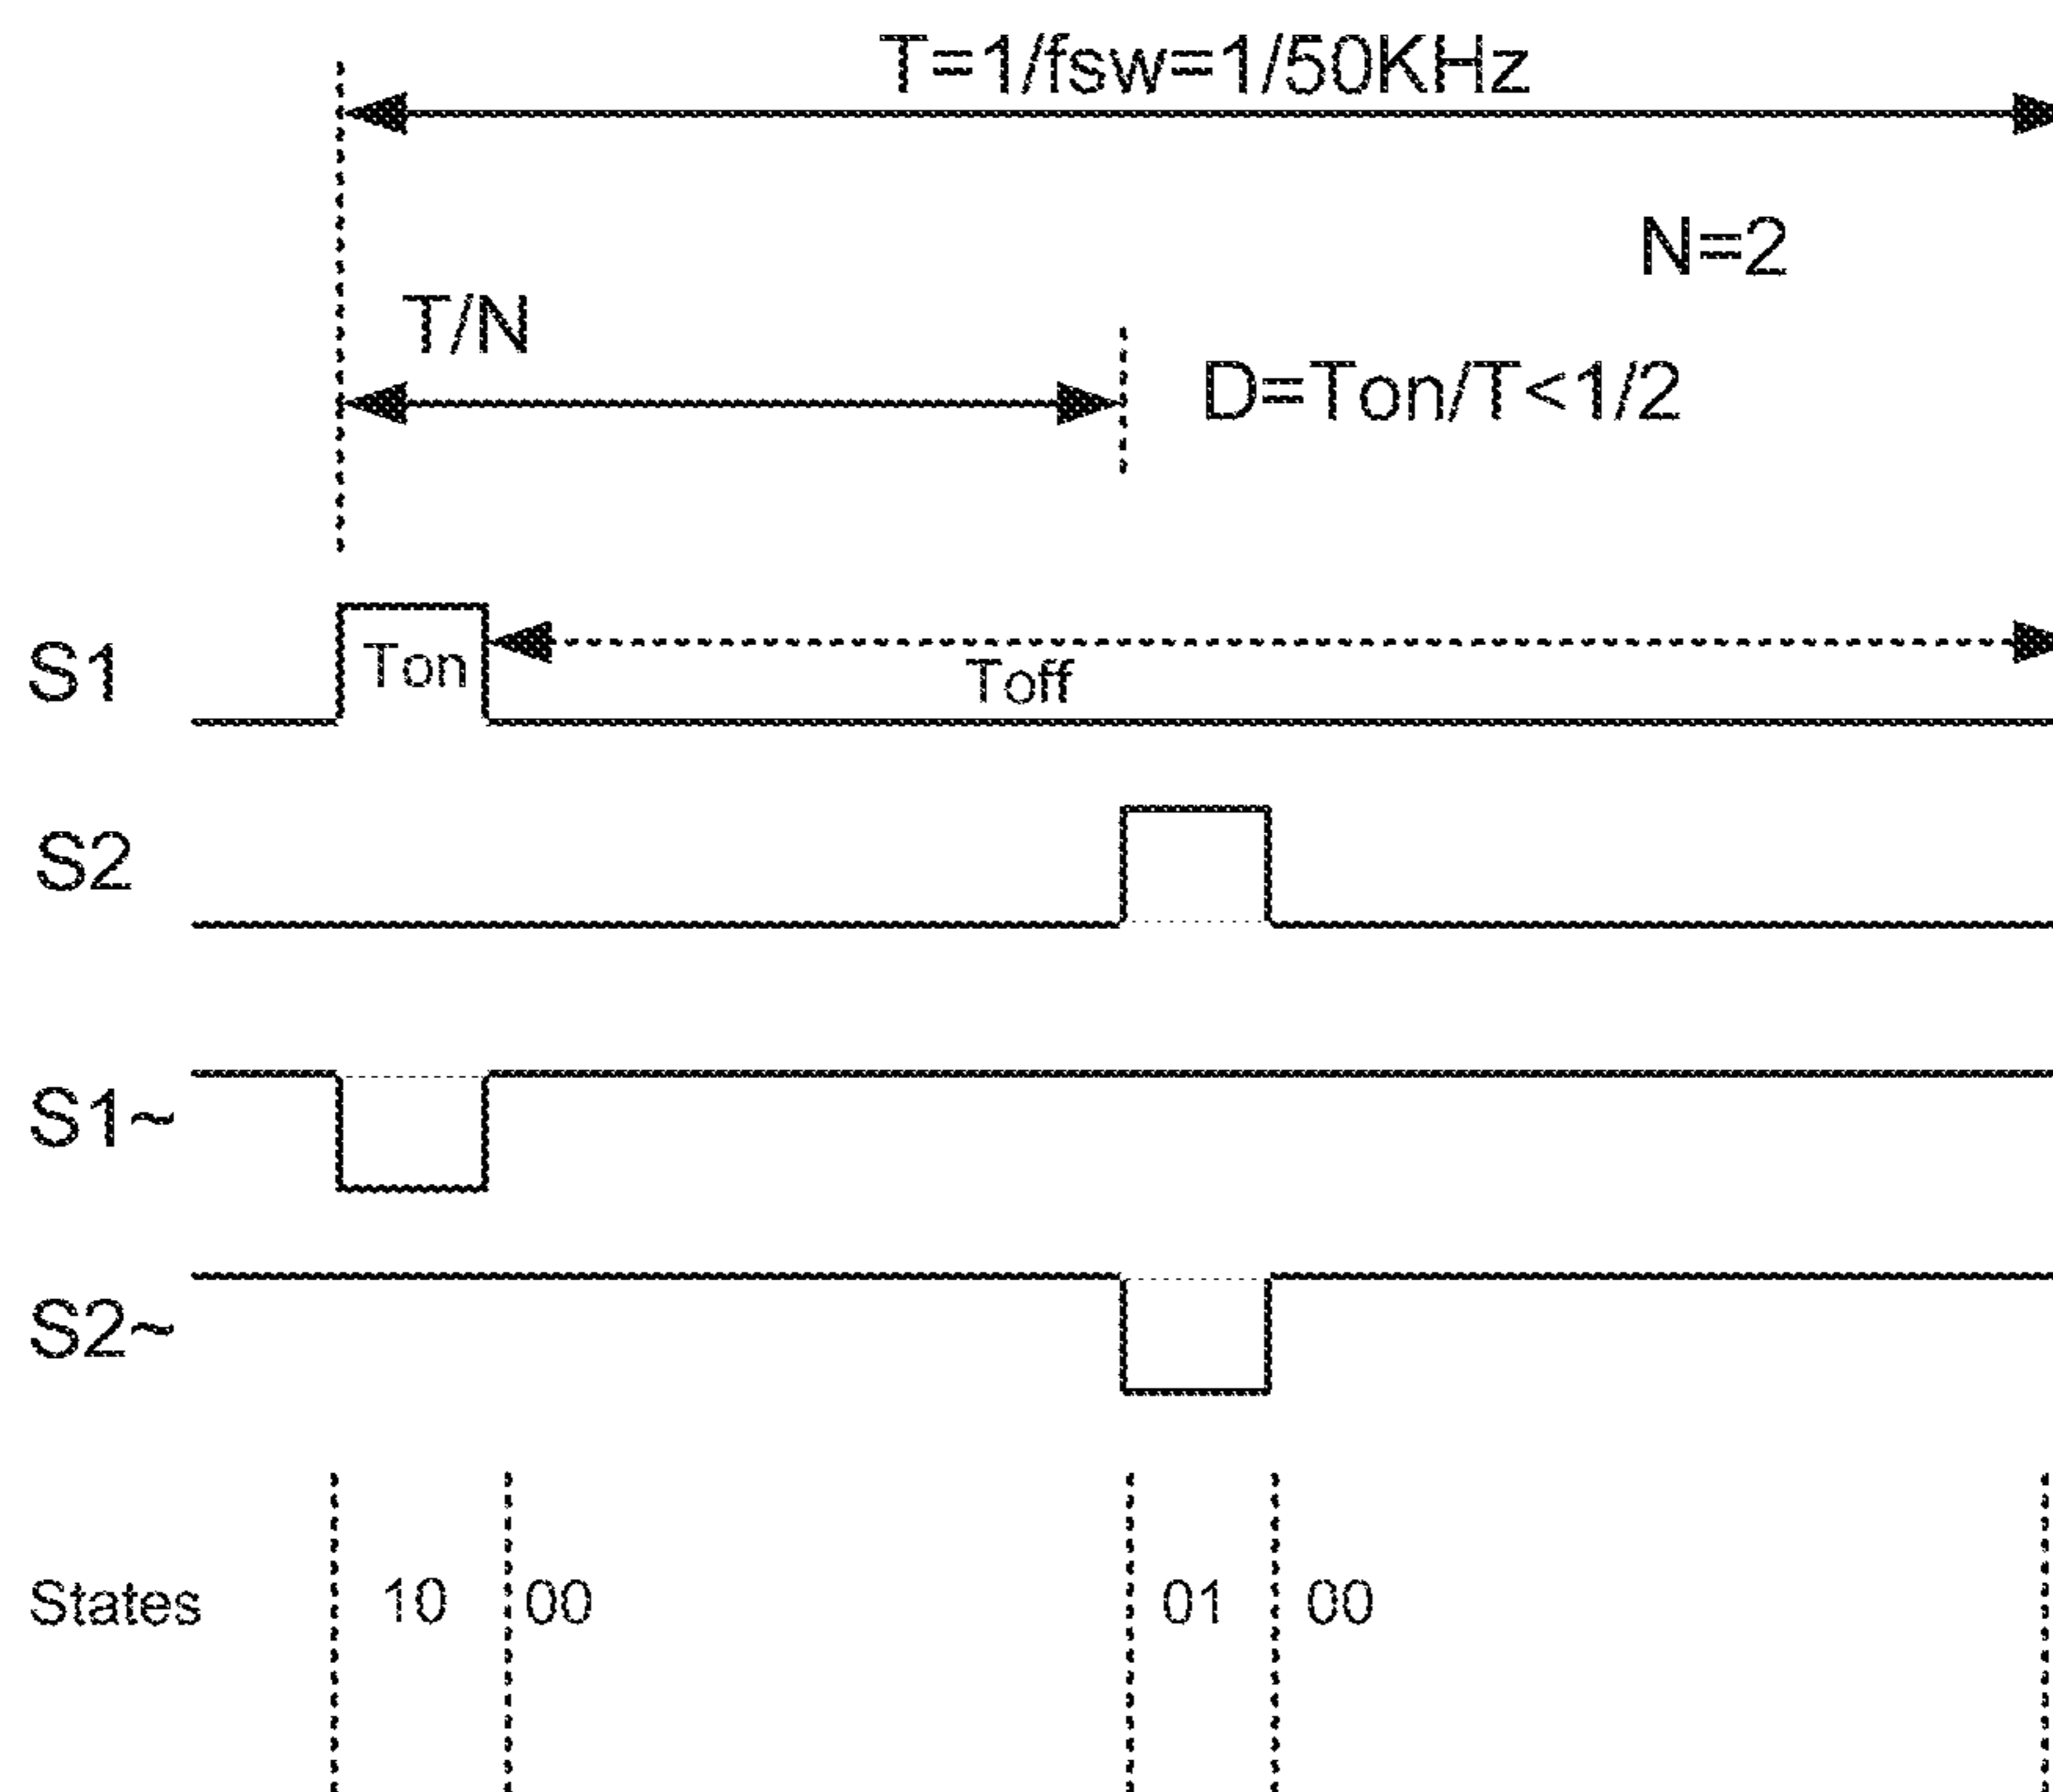 T=1/fsw=1/50KHz
N=2
T/N
D=Ton/T<1/2
S1 Ton Toff
S2
S1~
S2~
States 10 00 01 00